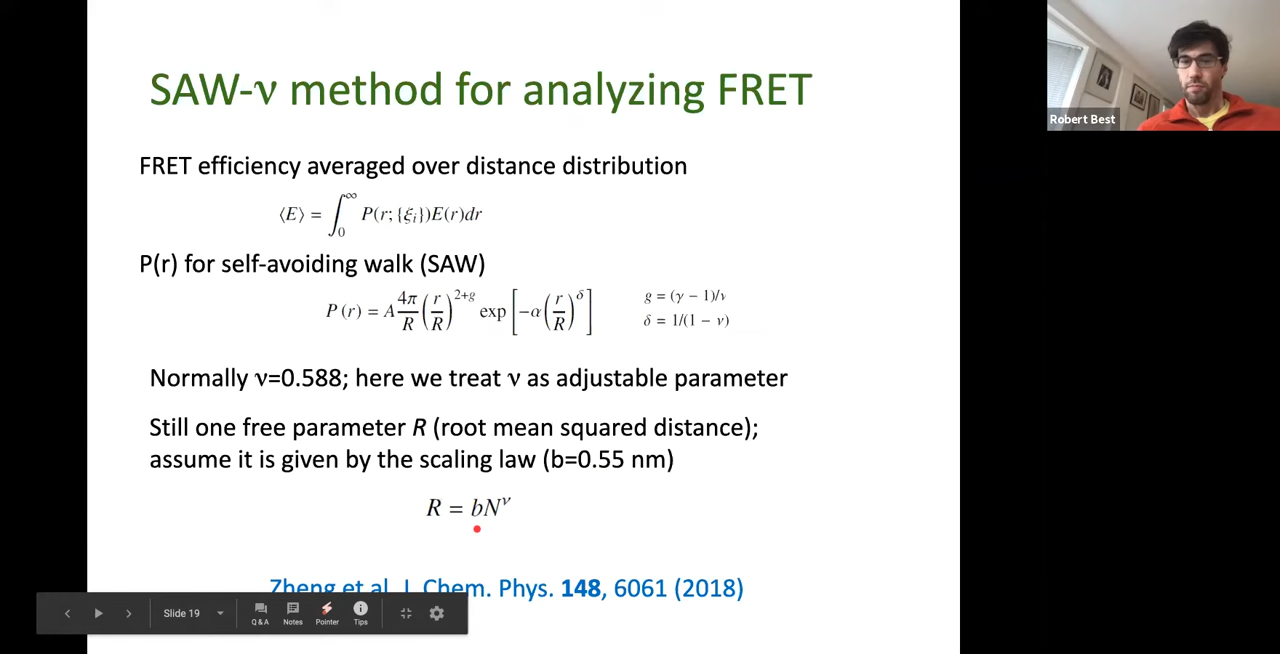 SAW-ν method for analyzing FRET
Robert Best
FRET efficiency averaged over distance distribution
⟨E⟩ = ∫₀^∞ P(r; {ξᵢ})E(r)dr
P(r) for self-avoiding walk (SAW)
P (r) = A 4π/R (r/R)^{2+g} exp [−α (r/R)^δ]
g = (γ − 1)/ν
δ = 1/(1 − ν)
Normally ν=0.588; here we treat ν as adjustable parameter
Still one free parameter R (root mean squared distance);
assume it is given by the scaling law (b=0.55 nm)
R = bN^ν
Zheng et al. J. Chem. Phys. 148, 6061 (2018)
Slide 19
Q & A
Notes
Pointer
Tips